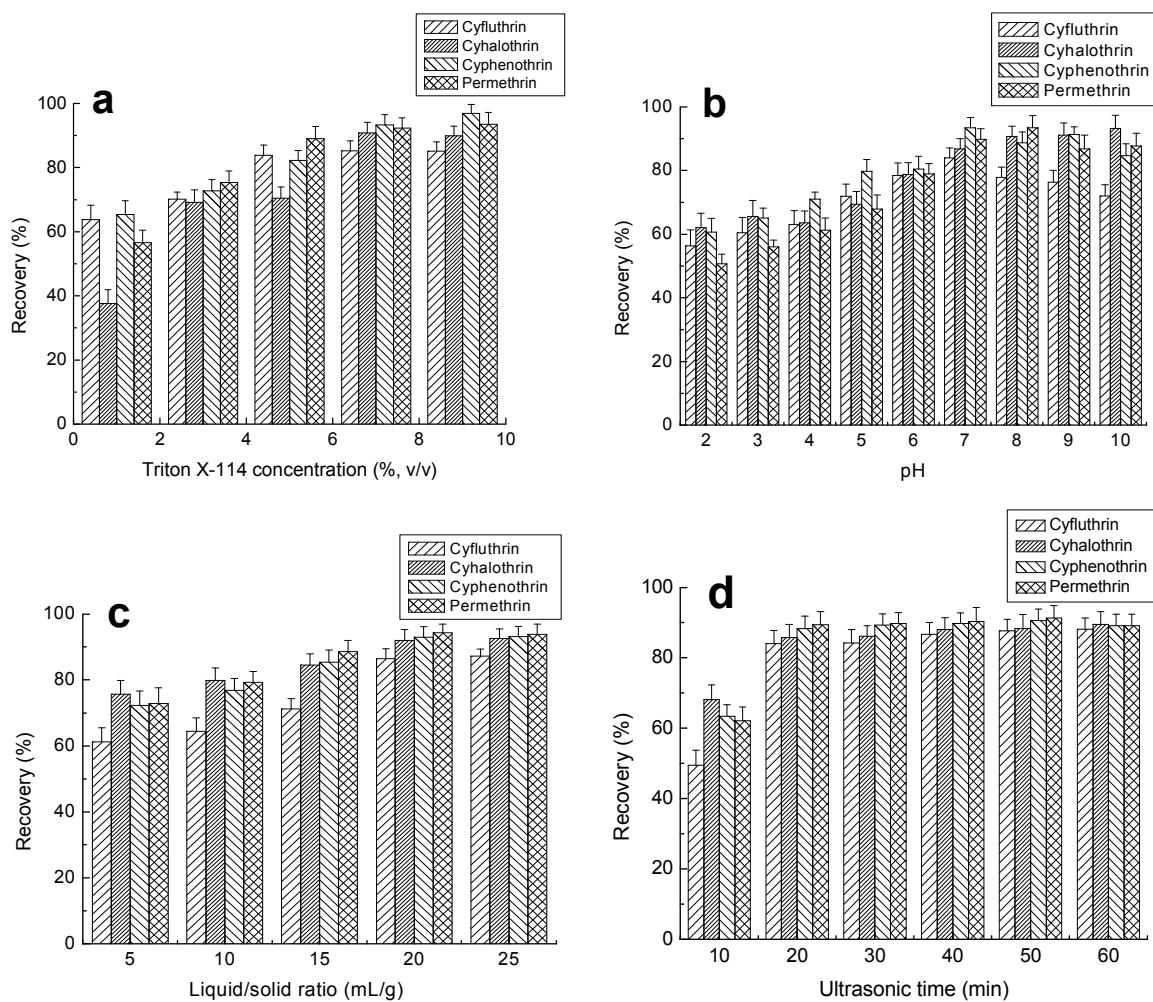 Cyfluthrin
Cyhalothrin
Cyphenothrin
Permethrin
a
100
80
60
40
20
0
Recovery (%)
0 2 4 6 8 10
Triton X-114 concentration (%, v/v)
Cyfluthrin
Cyhalothrin
Cyphenothrin
Permethrin
b
100
80
60
40
20
0
Recovery (%)
2 3 4 5 6 7 8 9 10
pH
Cyfluthrin
Cyhalothrin
Cyphenothrin
Permethrin
c
100
80
60
40
20
0
Recovery (%)
5 10 15 20 25
Liquid/solid ratio (mL/g)
Cyfluthrin
Cyhalothrin
Cyphenothrin
Permethrin
d
100
80
60
40
20
0
Recovery (%)
10 20 30 40 50 60
Ultrasonic time (min)